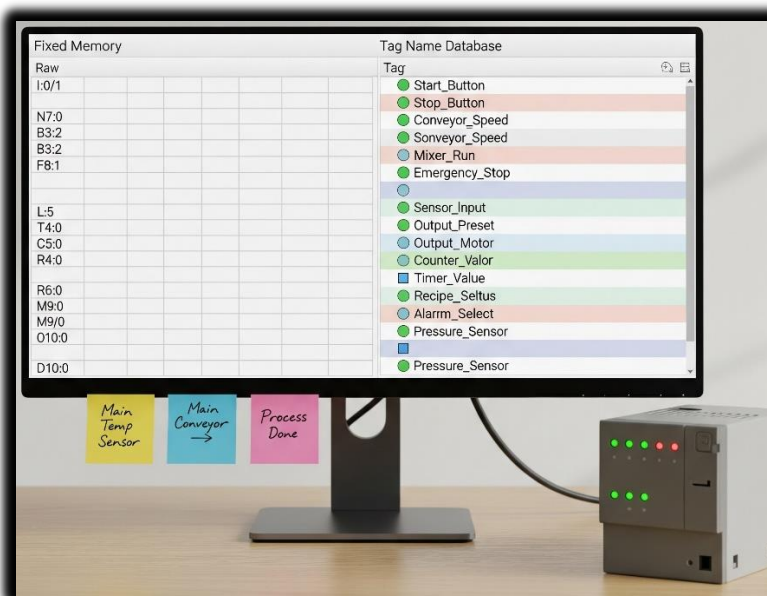 Fixed Memory
Raw
I:0/1
N7:0
B3:2
B3:2
F8:1
L:5
T4:0
C5:0
R4:0
R6:0
M9:0
M9/0
O10:0
D10:0
Tag Name Database
Tag
Start_Button
Stop_Button
Conveyor_Speed
Sonveyor_Speed
Mixer_Run
Emergency_Stop
Sensor_Input
Output_Preset
Output_Motor
Counter_Valor
Timer_Value
Recipe_Seltus
Alarrm_Select
Pressure_Sensor
Pressure_Sensor
Main
Temp
Sensor
Main
Conveyor
→
Process
Done